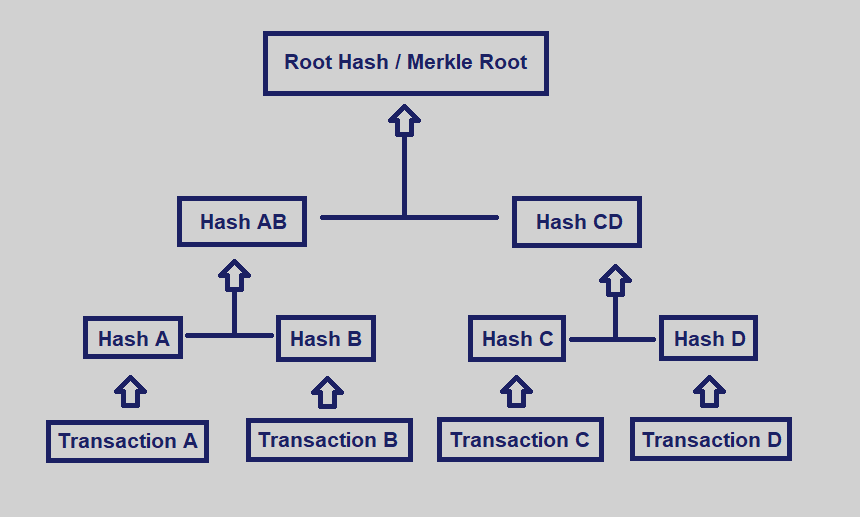 Root Hash / Merkle Root
Hash AB
Hash CD
Hash A
Hash B
Hash C
Hash D
Transaction A
Transaction B
Transaction C
Transaction D